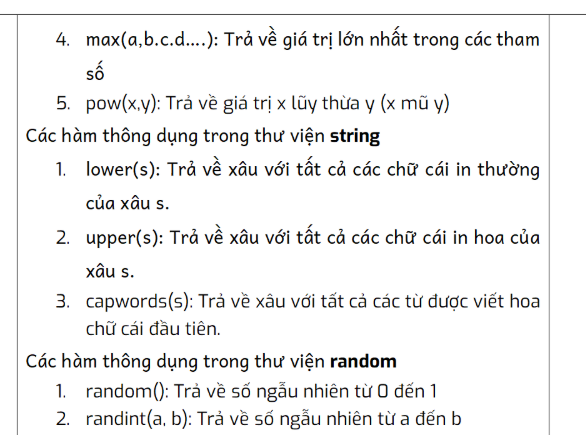 4. max(a,b.c.d....): Trả về giá trị lớn nhất trong các tham
số
5. pow(x,y): Trả về giá trị x lũy thừa y (x mũ y)
Các hàm thông dụng trong thư viện string
1. lower(s): Trả về xâu với tất cả các chữ cái in thường
của xâu s.
2. upper(s): Trả về xâu với tất cả các chữ cái in hoa của
xâu s.
3. capwords(s): Trả về xâu với tất cả các từ được viết hoa
chữ cái đầu tiên.
Các hàm thông dụng trong thư viện random
1. random(): Trả về số ngẫu nhiên từ 0 đến 1
2. randint(a, b): Trả về số ngẫu nhiên từ a đến b